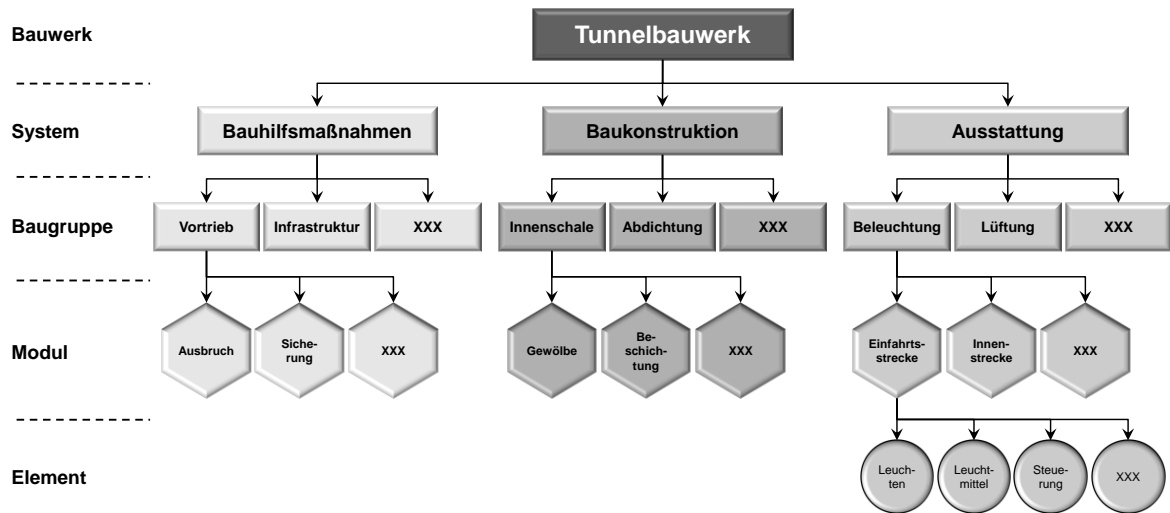 Bauwerk
Tunnelbauwerk
System
Bauhilfsmaßnahmen
Baukonstruktion
Ausstattung
Baugruppe
Vortrieb
Infrastruktur
XXX
Innenschale
Abdichtung
XXX
Beleuchtung
Lüftung
XXX
Modul
Ausbruch
Siche-
rung
XXX
Gewölbe
Be-
schich-
tung
XXX
Einfahrts-
strecke
Innen-
strecke
XXX
Element
Leuch-
ten
Leucht-
mittel
Steue-
rung
XXX